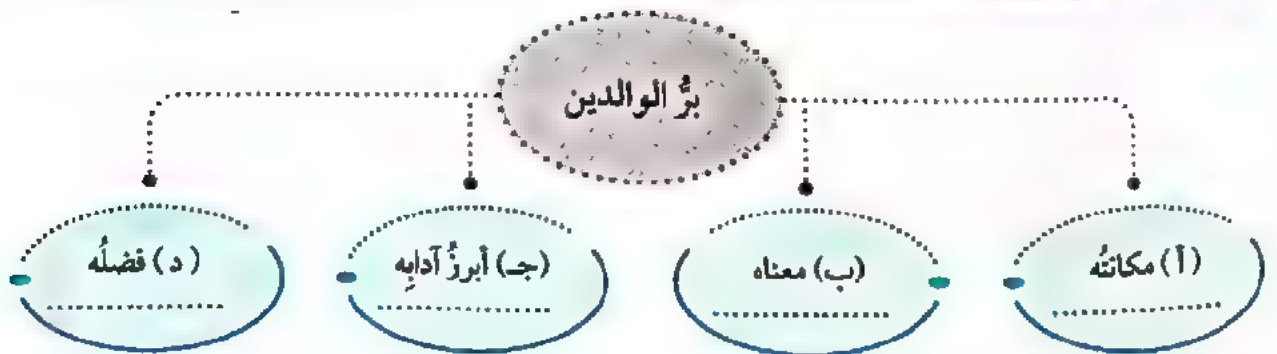 برُّ الوالدين
(أ) مكانتُه
(ب) معناه
(جـ) أبرزُ آدابِه
(د) فضلُه